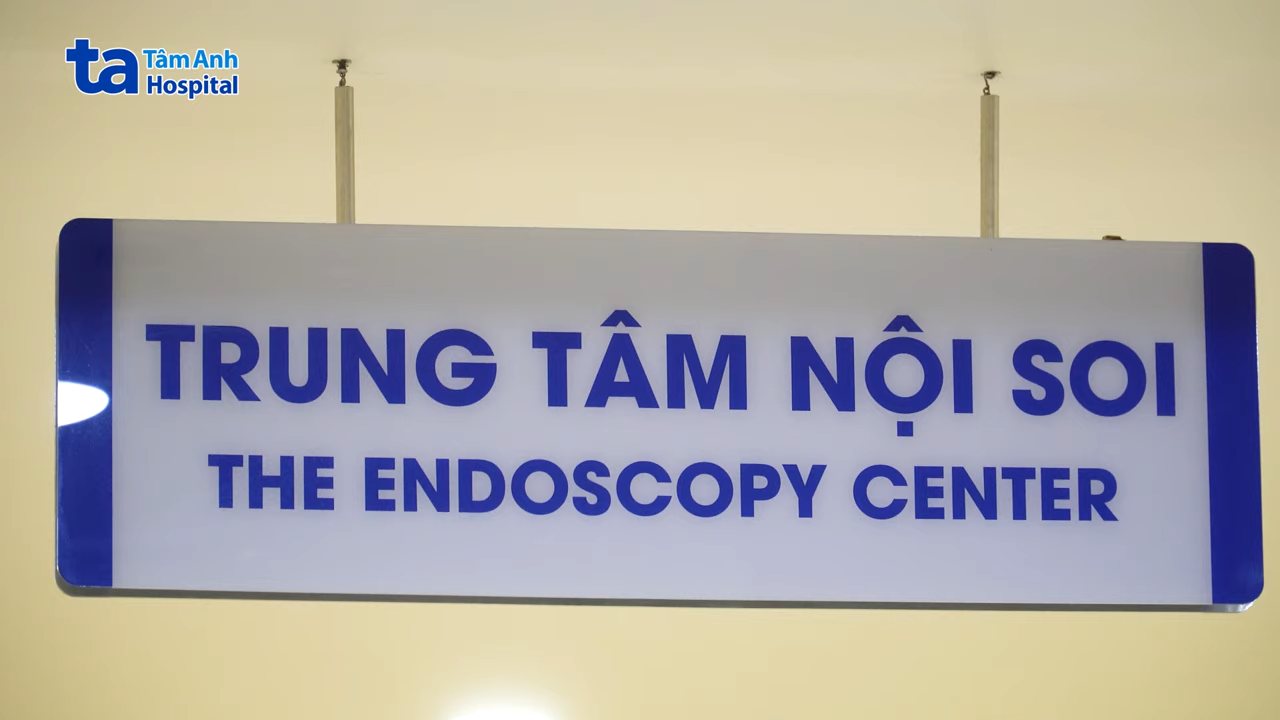 ta Tâm Anh
Hospital
TRUNG TÂM NỘI SOI
THE ENDOSCOPY CENTER